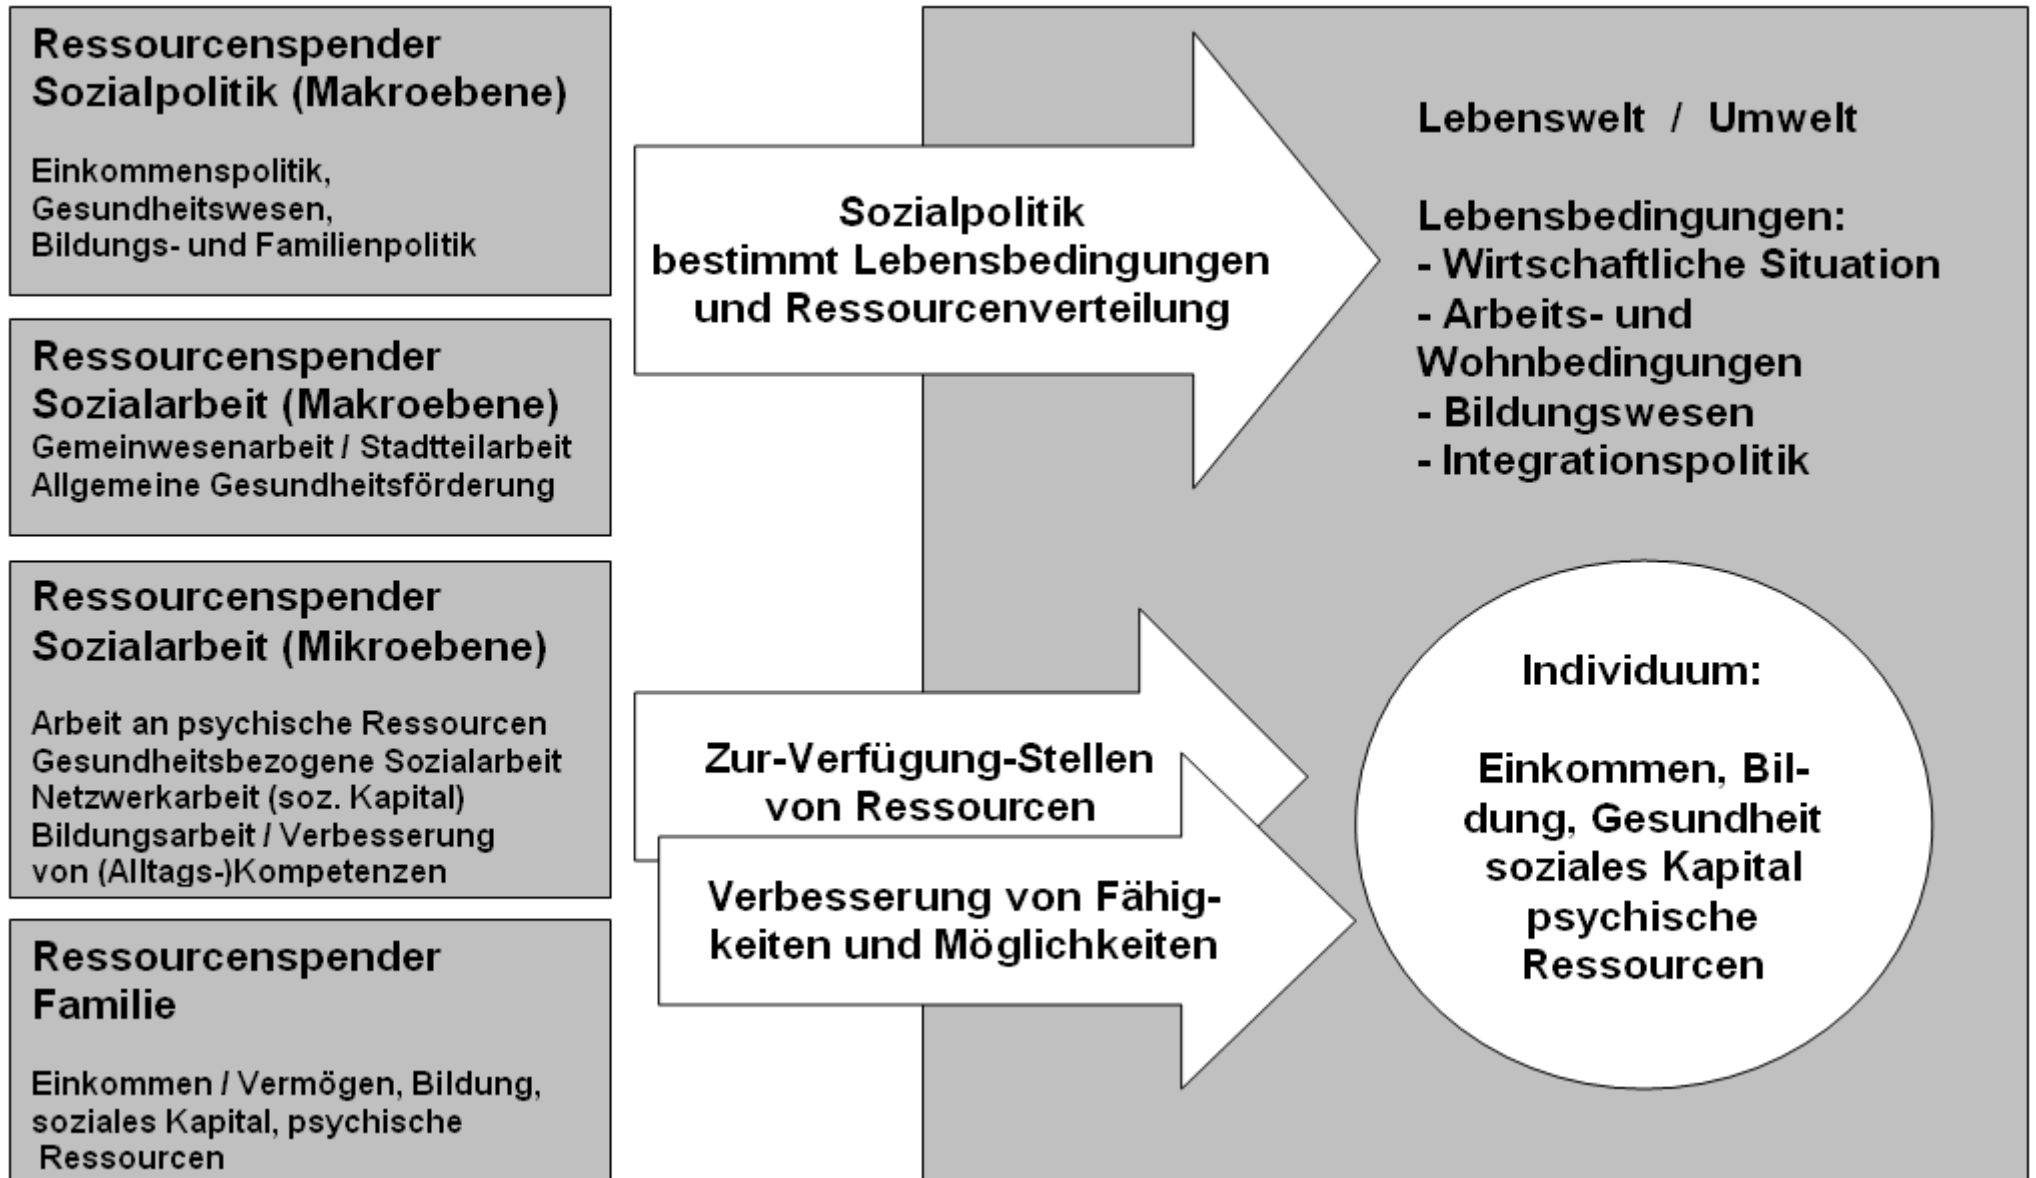 Ressourcenspender
Sozialpolitik (Makroebene)
Einkommenspolitik,
Gesundheitswesen,
Bildungs- und Familienpolitik
Ressourcenspender
Sozialarbeit (Makroebene)
Gemeinwesenarbeit / Stadtteilarbeit
Allgemeine Gesundheitsförderung
Ressourcenspender
Sozialarbeit (Mikroebene)
Arbeit an psychische Ressourcen
Gesundheitsbezogene Sozialarbeit
Netzwerkarbeit (soz. Kapital)
Bildungsarbeit / Verbesserung
von (Alltags-)Kompetenzen
Ressourcenspender
Familie
Einkommen / Vermögen, Bildung,
soziales Kapital, psychische
Ressourcen
Sozialpolitik
bestimmt Lebensbedingungen
und Ressourcenverteilung
Zur-Verfügung-Stellen
von Ressourcen
Verbesserung von Fähig-
keiten und Möglichkeiten
Lebenswelt / Umwelt
Lebensbedingungen:
- Wirtschaftliche Situation
- Arbeits- und
Wohnbedingungen
- Bildungswesen
- Integrationspolitik
Individuum:
Einkommen, Bil-
dung, Gesundheit
soziales Kapital
psychische
Ressourcen